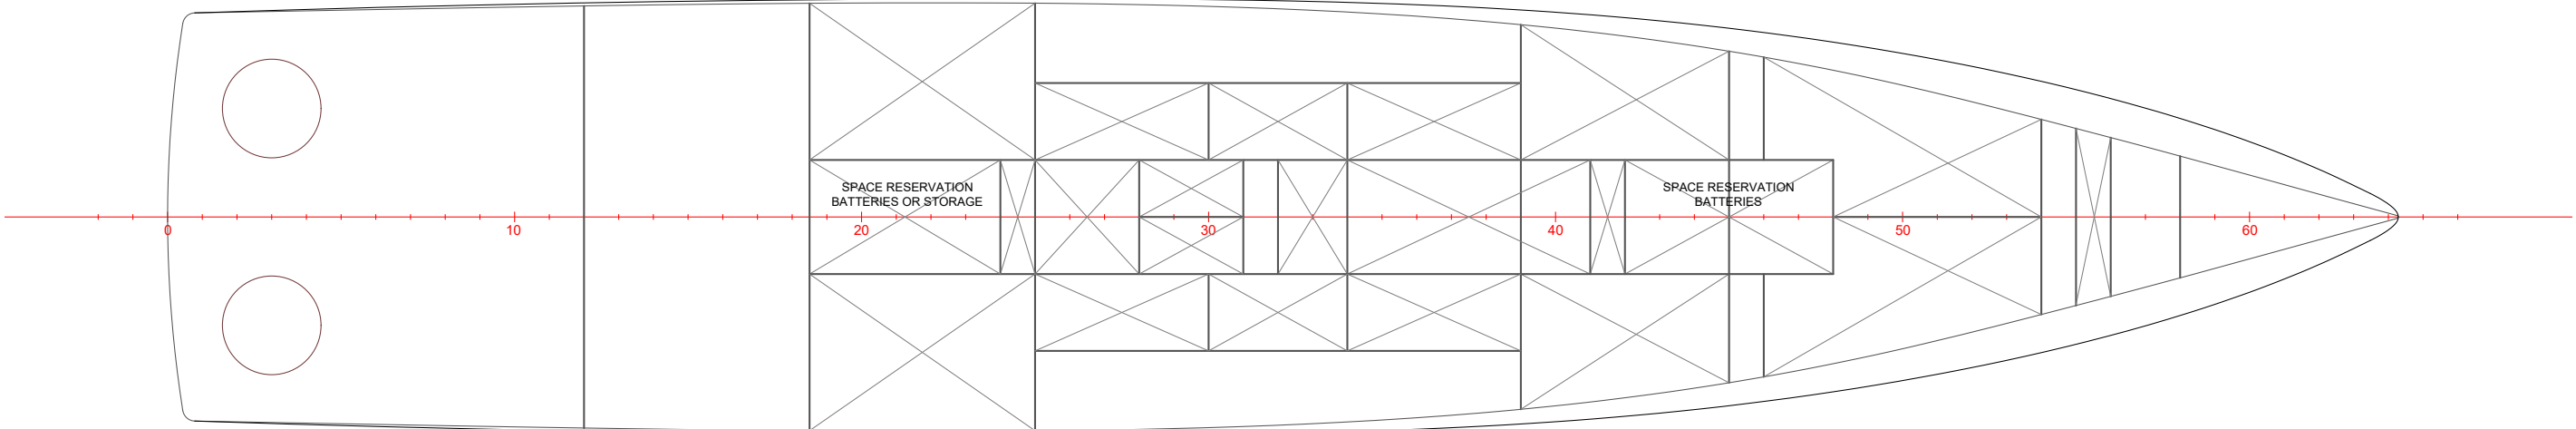 SPACE RESERVATION
BATTERIES OR STORAGE
SPACE RESERVATION
BATTERIES
0 10 20 30 40 50 60